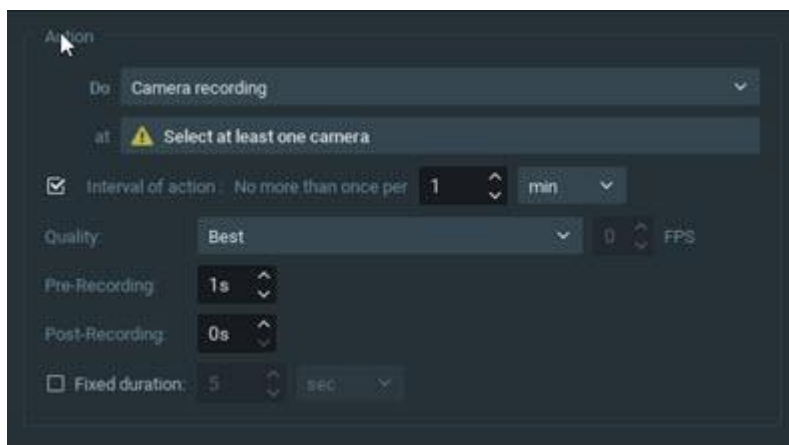 Action
Do Camera recording
at Select at least one camera
Interval of action : No more than once per 1 min
Quality: Best 0 FPS
Pre-Recording: 1s
Post-Recording: 0s
Fixed duration: 5 sec